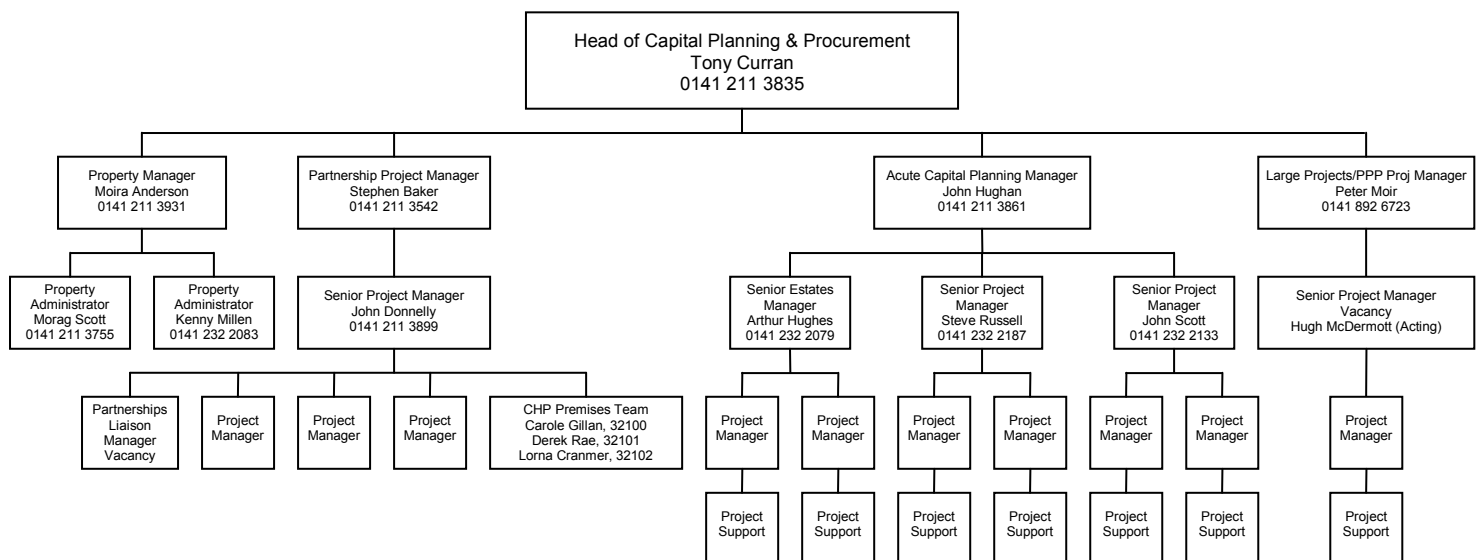 Head of Capital Planning & Procurement
Tony Curran
0141 211 3835
Property Manager
Moira Anderson
0141 211 3931
Partnership Project Manager
Stephen Baker
0141 211 3542
Acute Capital Planning Manager
John Hughan
0141 211 3861
Large Projects/PPP Proj Manager
Peter Moir
0141 892 6723
Property
Administrator
Morag Scott
0141 211 3755
Property
Administrator
Kenny Millen
0141 232 2083
Senior Project Manager
John Donnelly
0141 211 3899
Senior Estates
Manager
Arthur Hughes
0141 232 2079
Senior Project
Manager
Steve Russell
0141 232 2187
Senior Project
Manager
John Scott
0141 232 2133
Senior Project Manager
Vacancy
Hugh McDermott (Acting)
Partnerships
Liaison
Manager
Vacancy
Project
Manager
Project
Manager
Project
Manager
CHP Premises Team
Carole Gillan, 32100
Derek Rae, 32101
Lorna Cranmer, 32102
Project
Manager
Project
Manager
Project
Manager
Project
Manager
Project
Manager
Project
Manager
Project
Manager
Project
Support
Project
Support
Project
Support
Project
Support
Project
Support
Project
Support
Project
Support